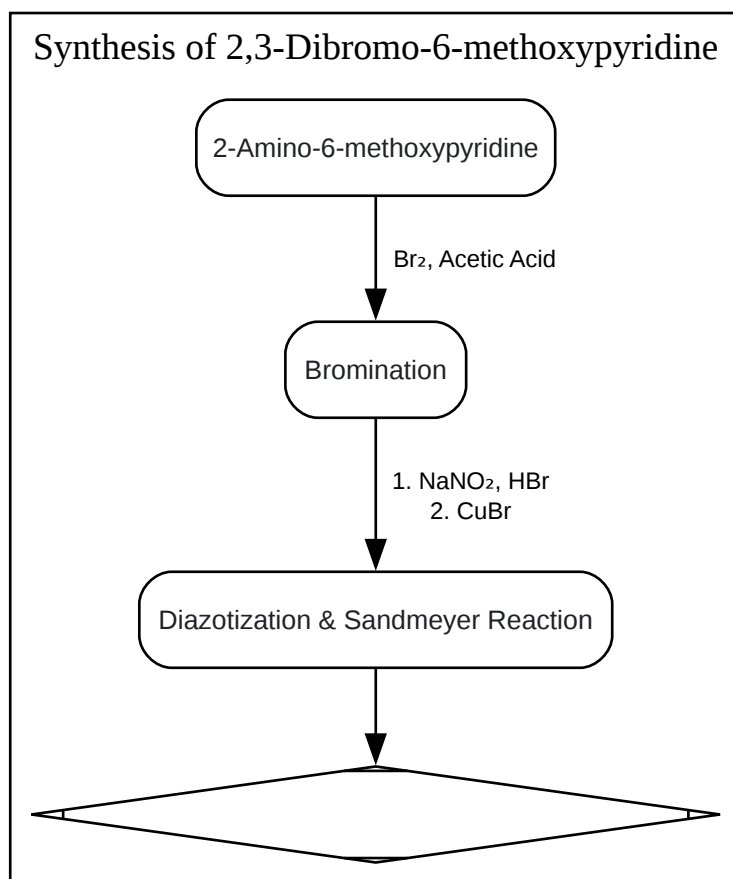 Synthesis of 2,3-Dibromo-6-methoxypyridine
2-Amino-6-methoxypyridine
Br₂, Acetic Acid
Bromination
1. NaNO₂, HBr
2. CuBr
Diazotization & Sandmeyer Reaction